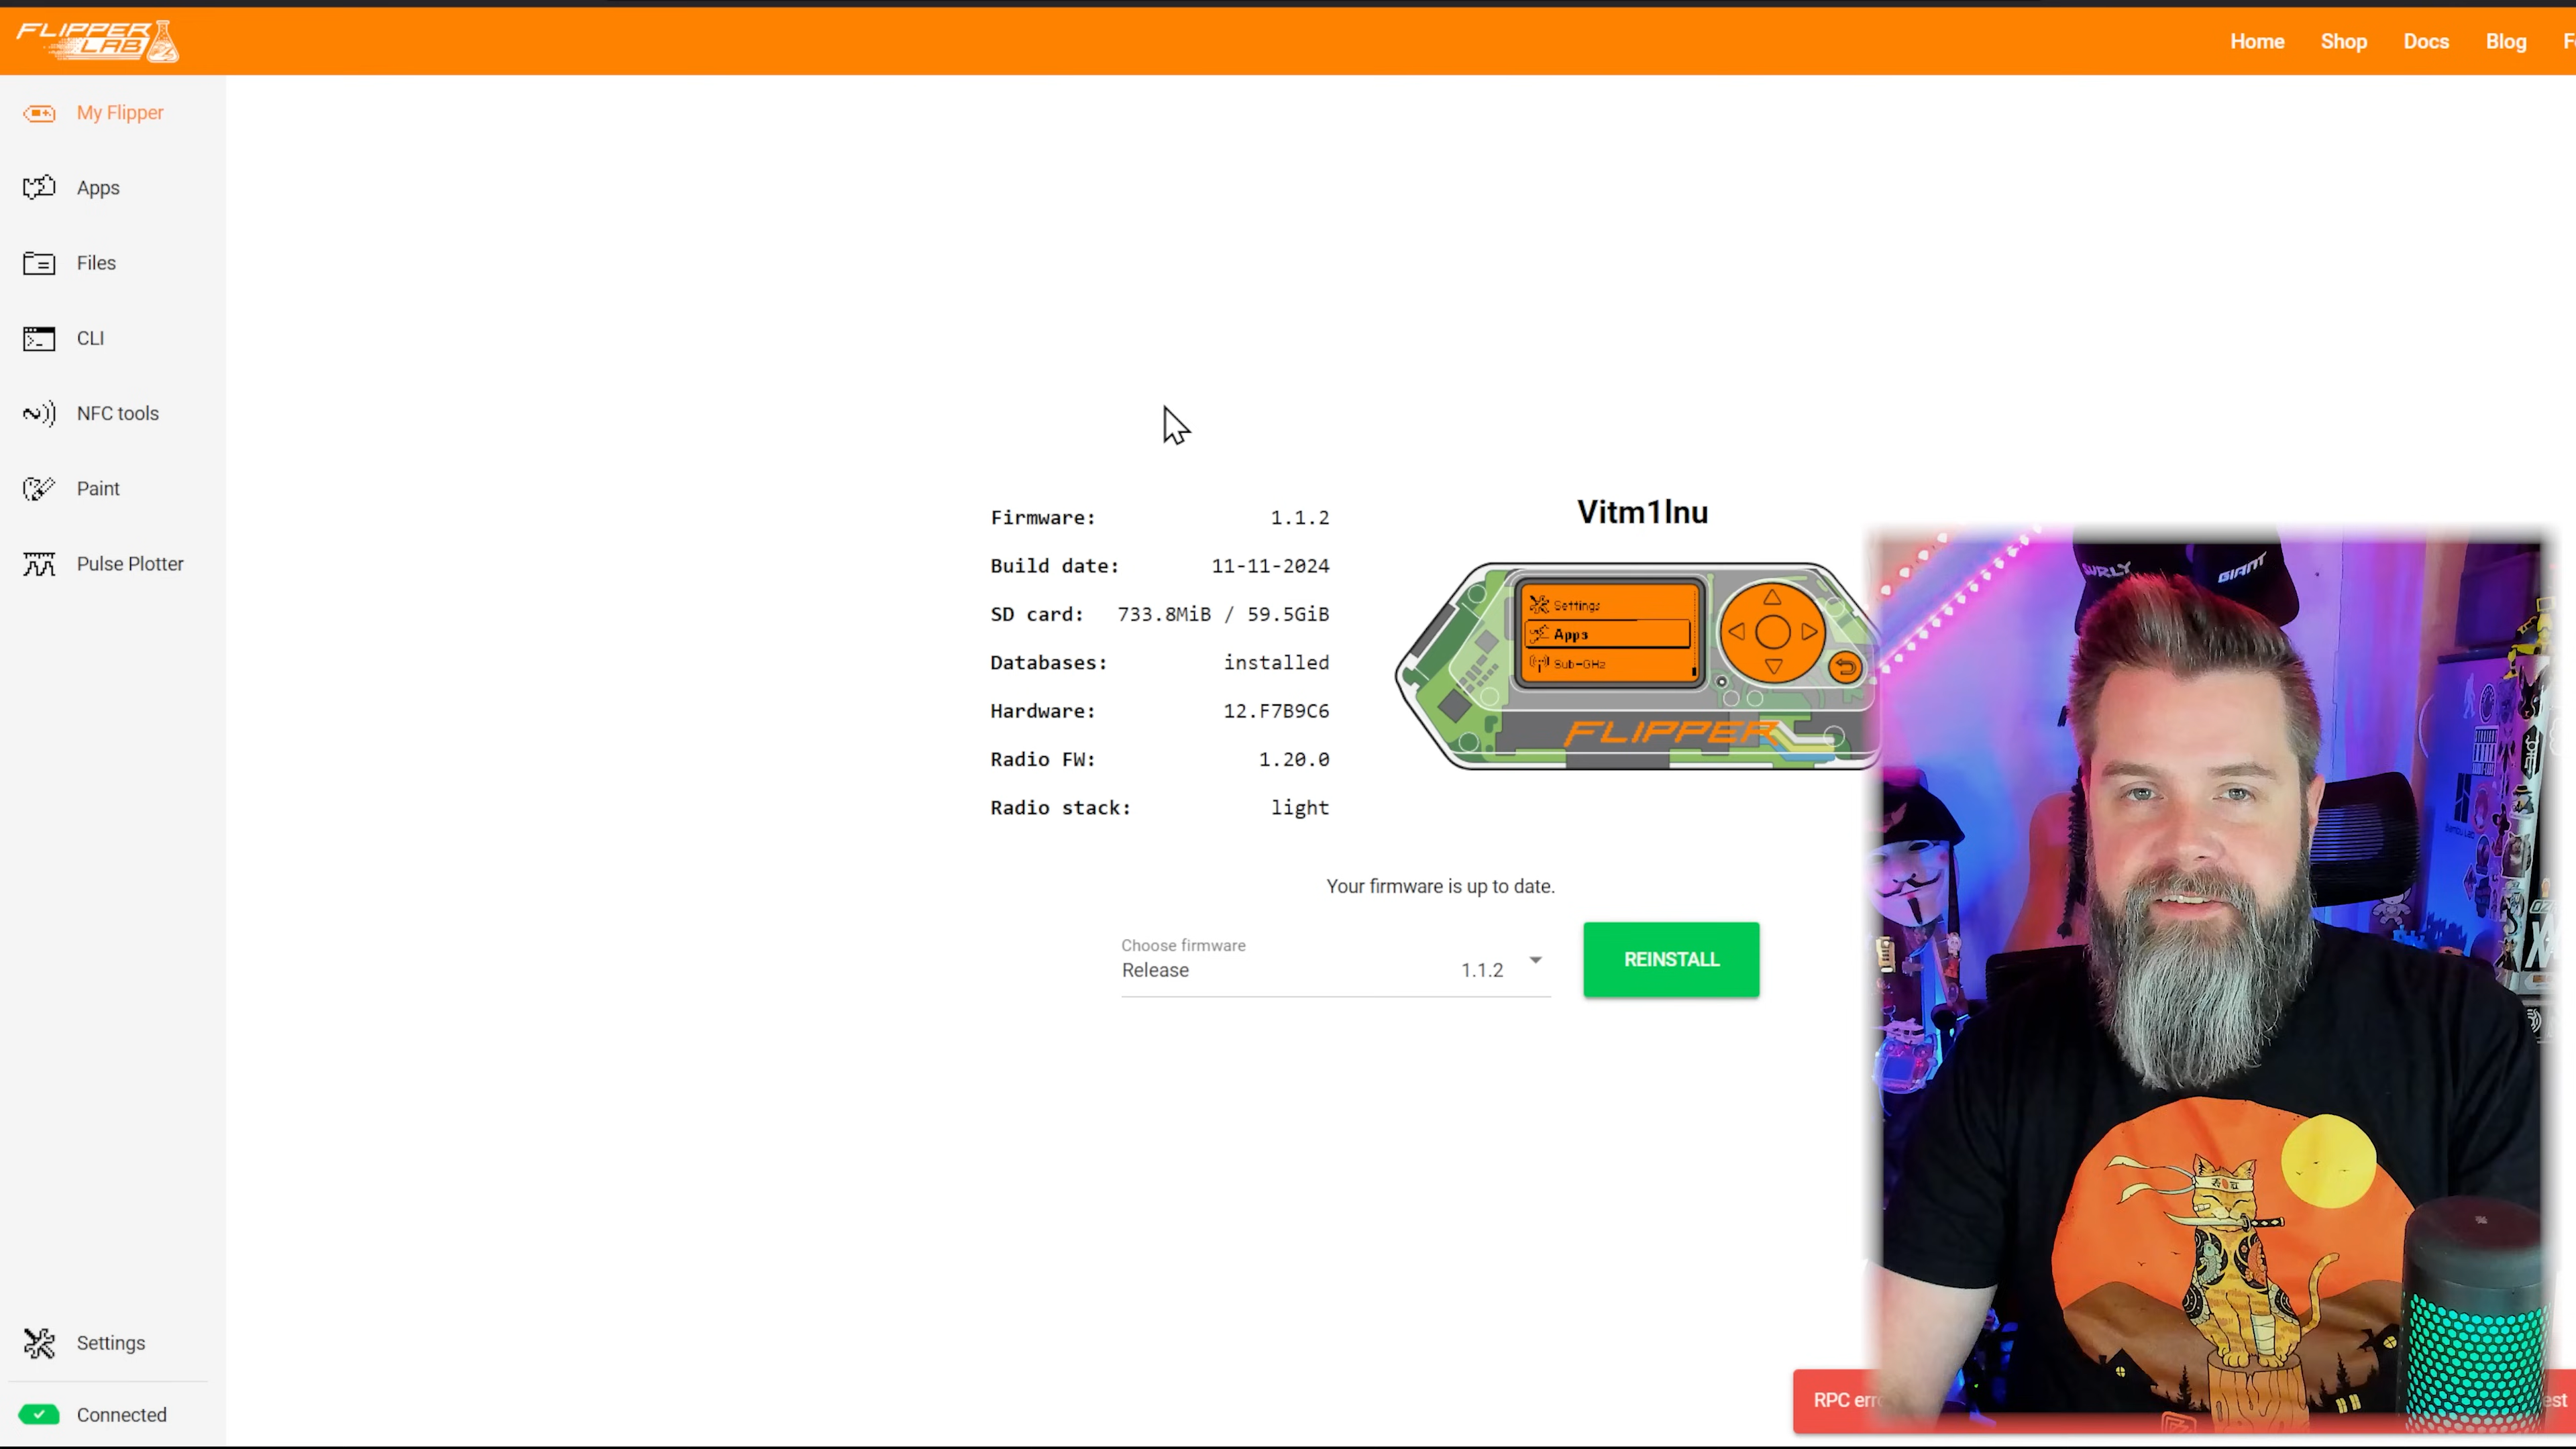 FLIPPER LAB
Home Shop Docs Blog
My Flipper
Apps
Files
CLI
NFC tools
Paint
Pulse Plotter
Settings
Connected
Firmware: 1.1.2
Build date: 11-11-2024
SD card: 733.8MiB / 59.5GiB
Databases: installed
Hardware: 12.F7B9C6
Radio FW: 1.20.0
Radio stack: light
Vitm1lnu
Settings
Apps
Sub-GHz
FLIPPER
Your firmware is up to date.
Choose firmware
Release 1.1.2
REINSTALL
SURLY
GIANT
RPC